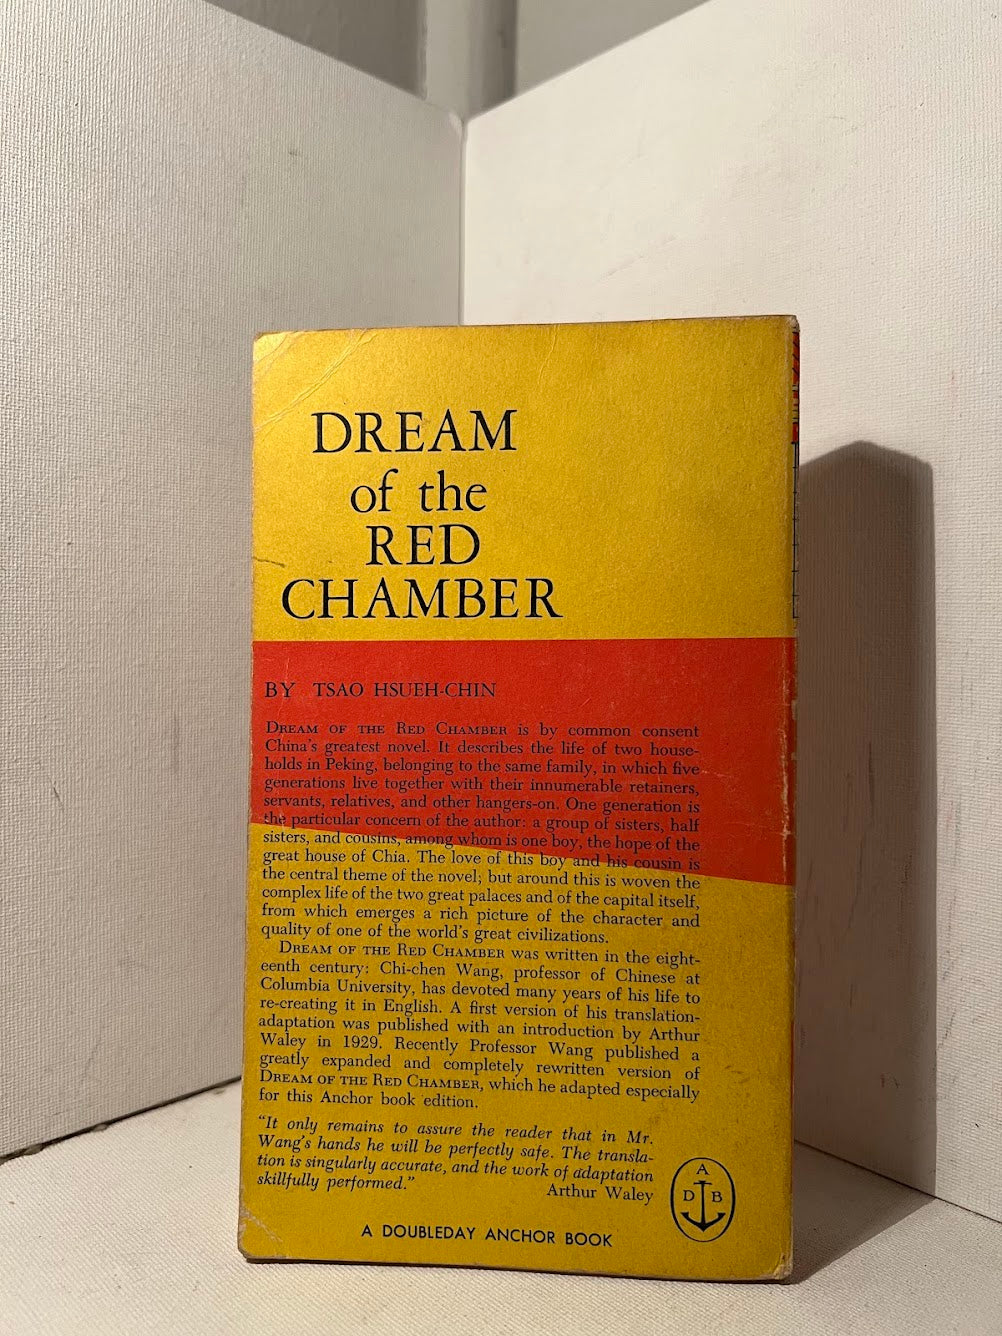 DREAM
of the
RED
CHAMBER
BY TSAO HSUEH-CHIN
DREAM OF THE RED CHAMBER is by common consent
China's greatest novel. It describes the life of two house-
holds in Peking, belonging to the same family, in which five
generations live together with their innumerable retainers,
servants, relatives, and other hangers-on. One generation is
the particular concern of the author: a group of sisters, half
sisters, and cousins, among whom is one boy, the hope of the
great house of Chia. The love of this boy and his cousin is
the central theme of the novel; but around this is woven the
complex life of the two great palaces and of the capital itself,
from which emerges a rich picture of the character and
quality of one of the world's great civilizations.
DREAM OF THE RED CHAMBER was written in the eight-
eenth century: Chi-chen Wang, professor of Chinese at
Columbia University, has devoted many years of his life to
re-creating it in English. A first version of his translation-
adaptation was published with an introduction by Arthur
Waley in 1929. Recently Professor Wang published a
greatly expanded and completely rewritten version of
DREAM OF THE RED CHAMBER, which he adapted especially
for this Anchor book edition.
"It only remains to assure the reader that in Mr.
Wang's hands he will be perfectly safe. The transla-
tion is singularly accurate, and the work of adaptation
skillfully performed."
Arthur Waley
A
D B
A DOUBLEDAY ANCHOR BOOK